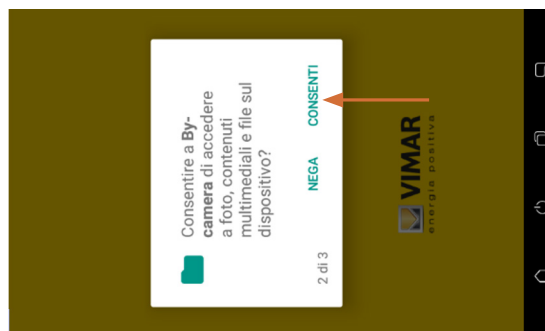 Consentire a By-
camera di accedere
a foto, contenuti
multimediali e file sul
dispositivo?
2 di 3
NEGA
CONSENTI
VIMAR
energia positiva